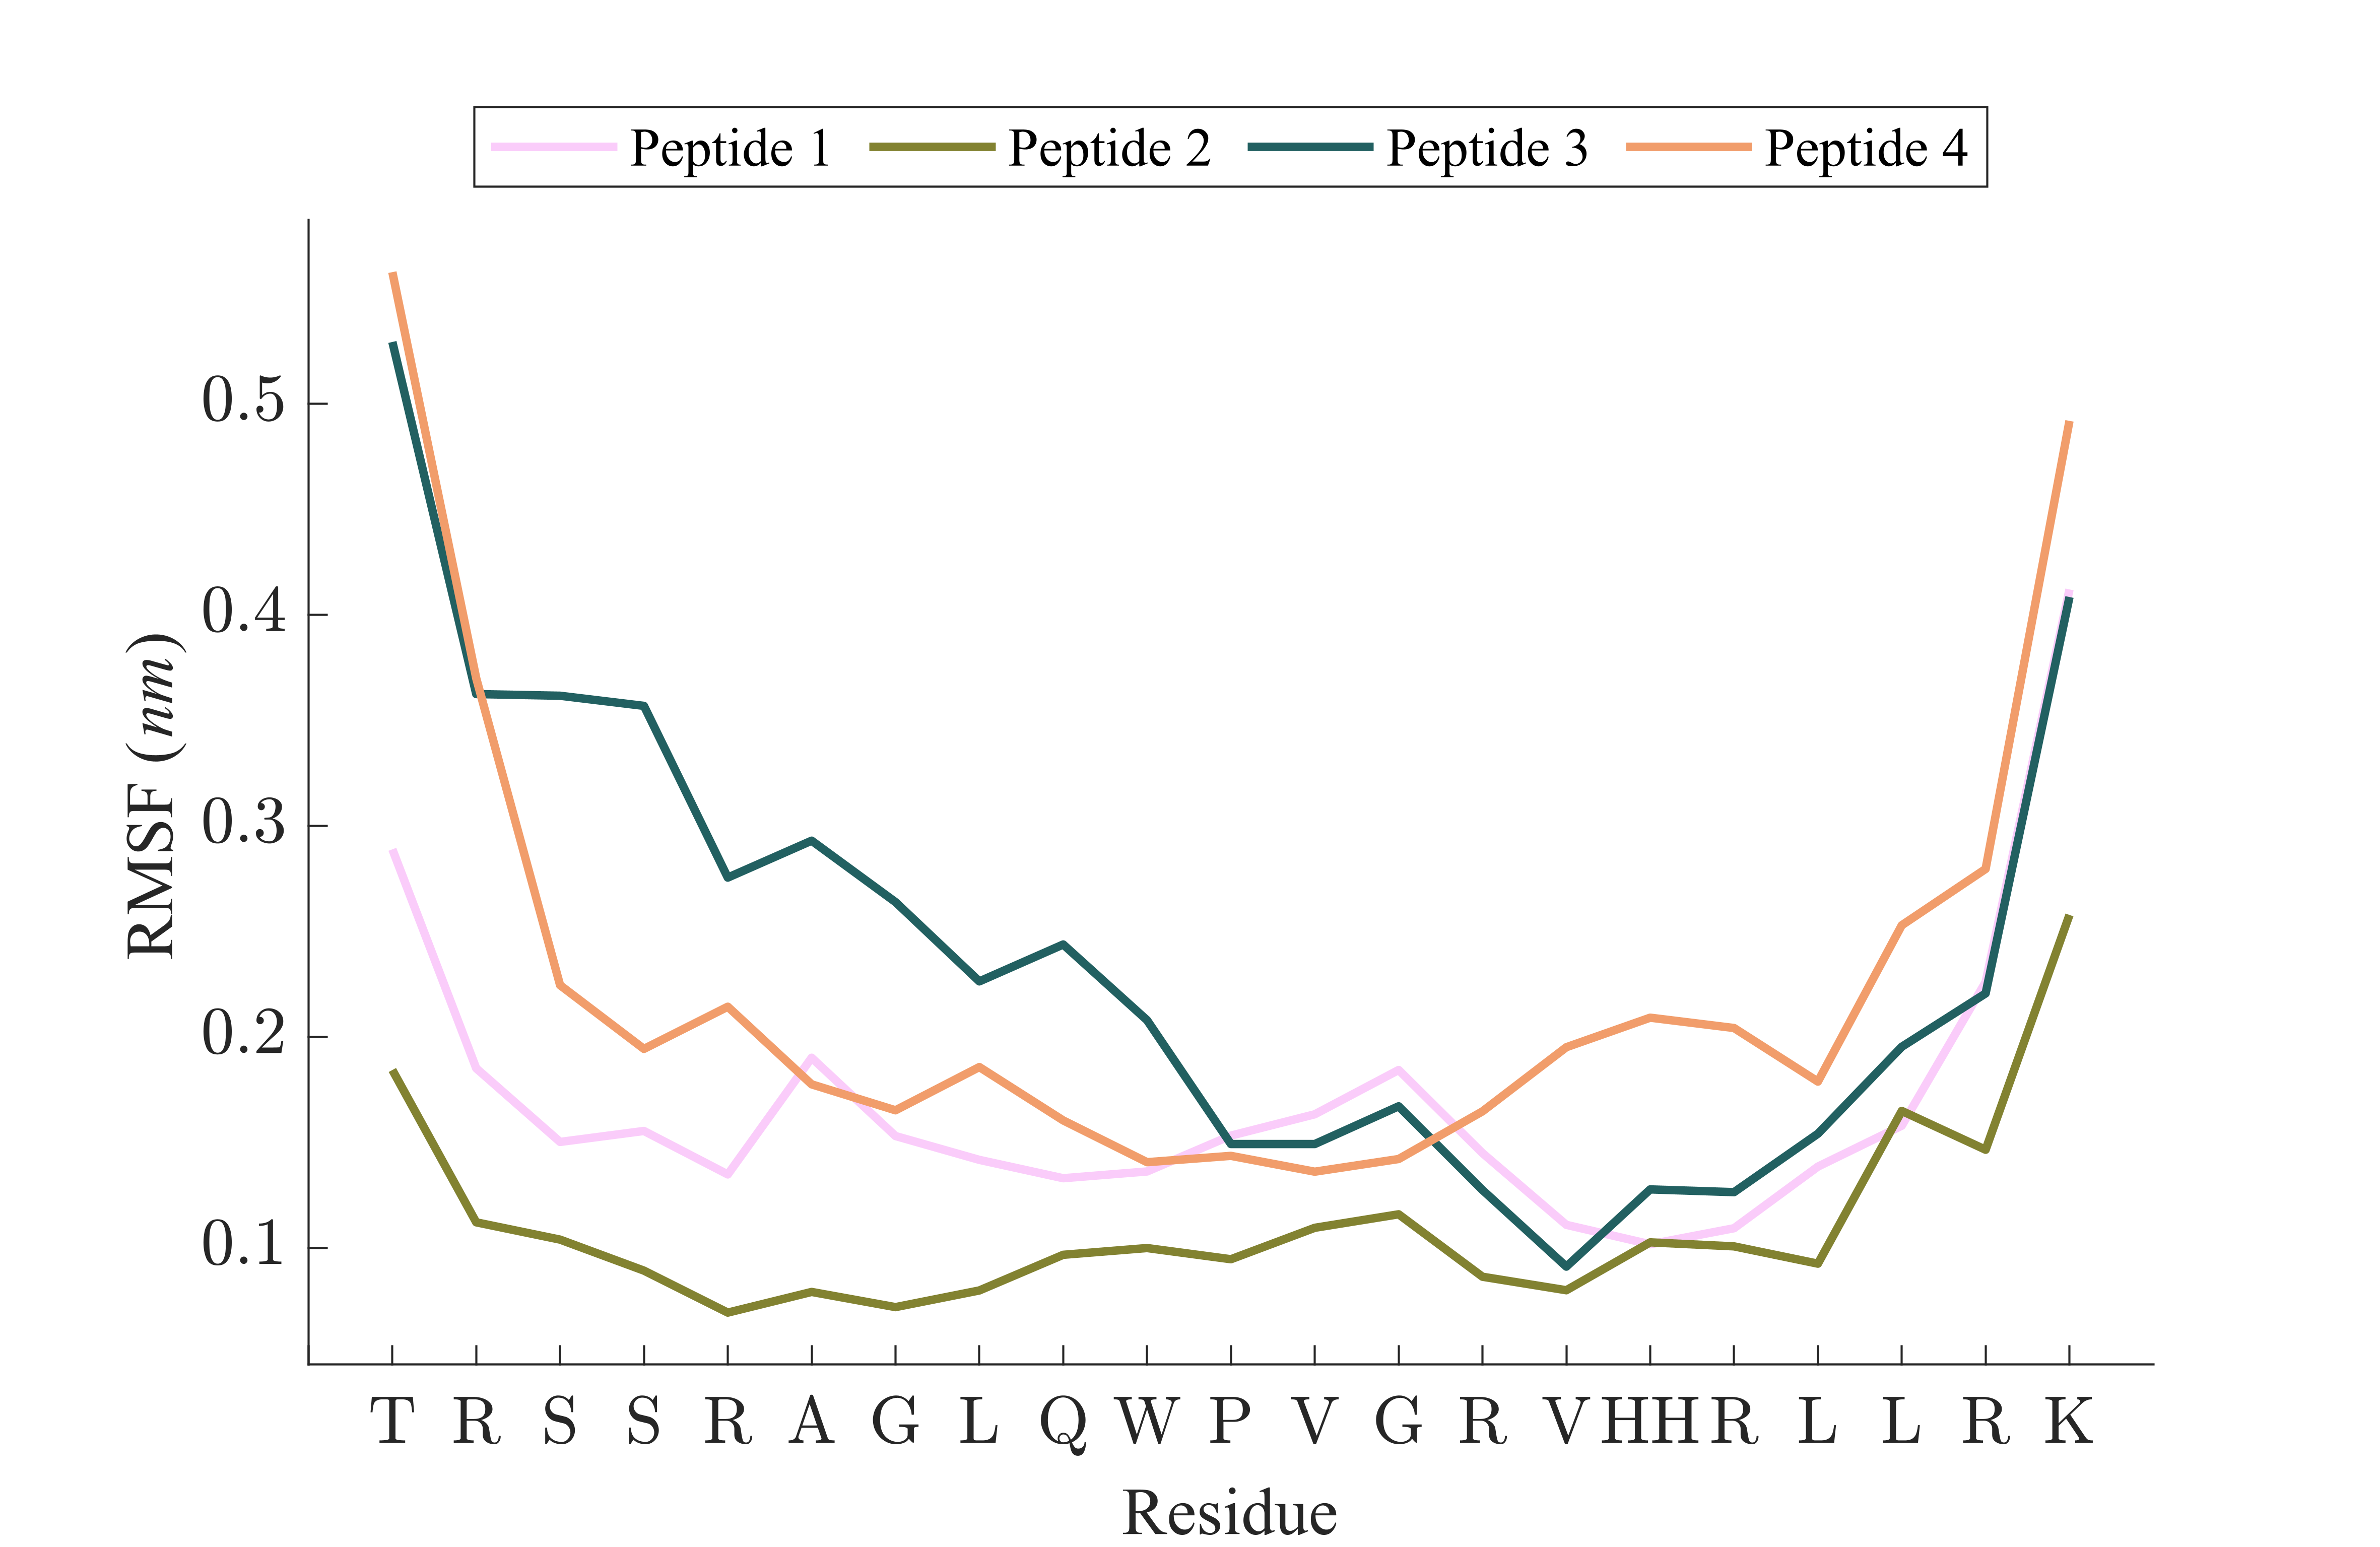 Peptide 1 Peptide 2 Peptide 3 Peptide 4
RMSF (nm)
0.5
0.4
0.3
0.2
0.1
T R S S R A G L Q W P V G R V HH R L L R K
Residue